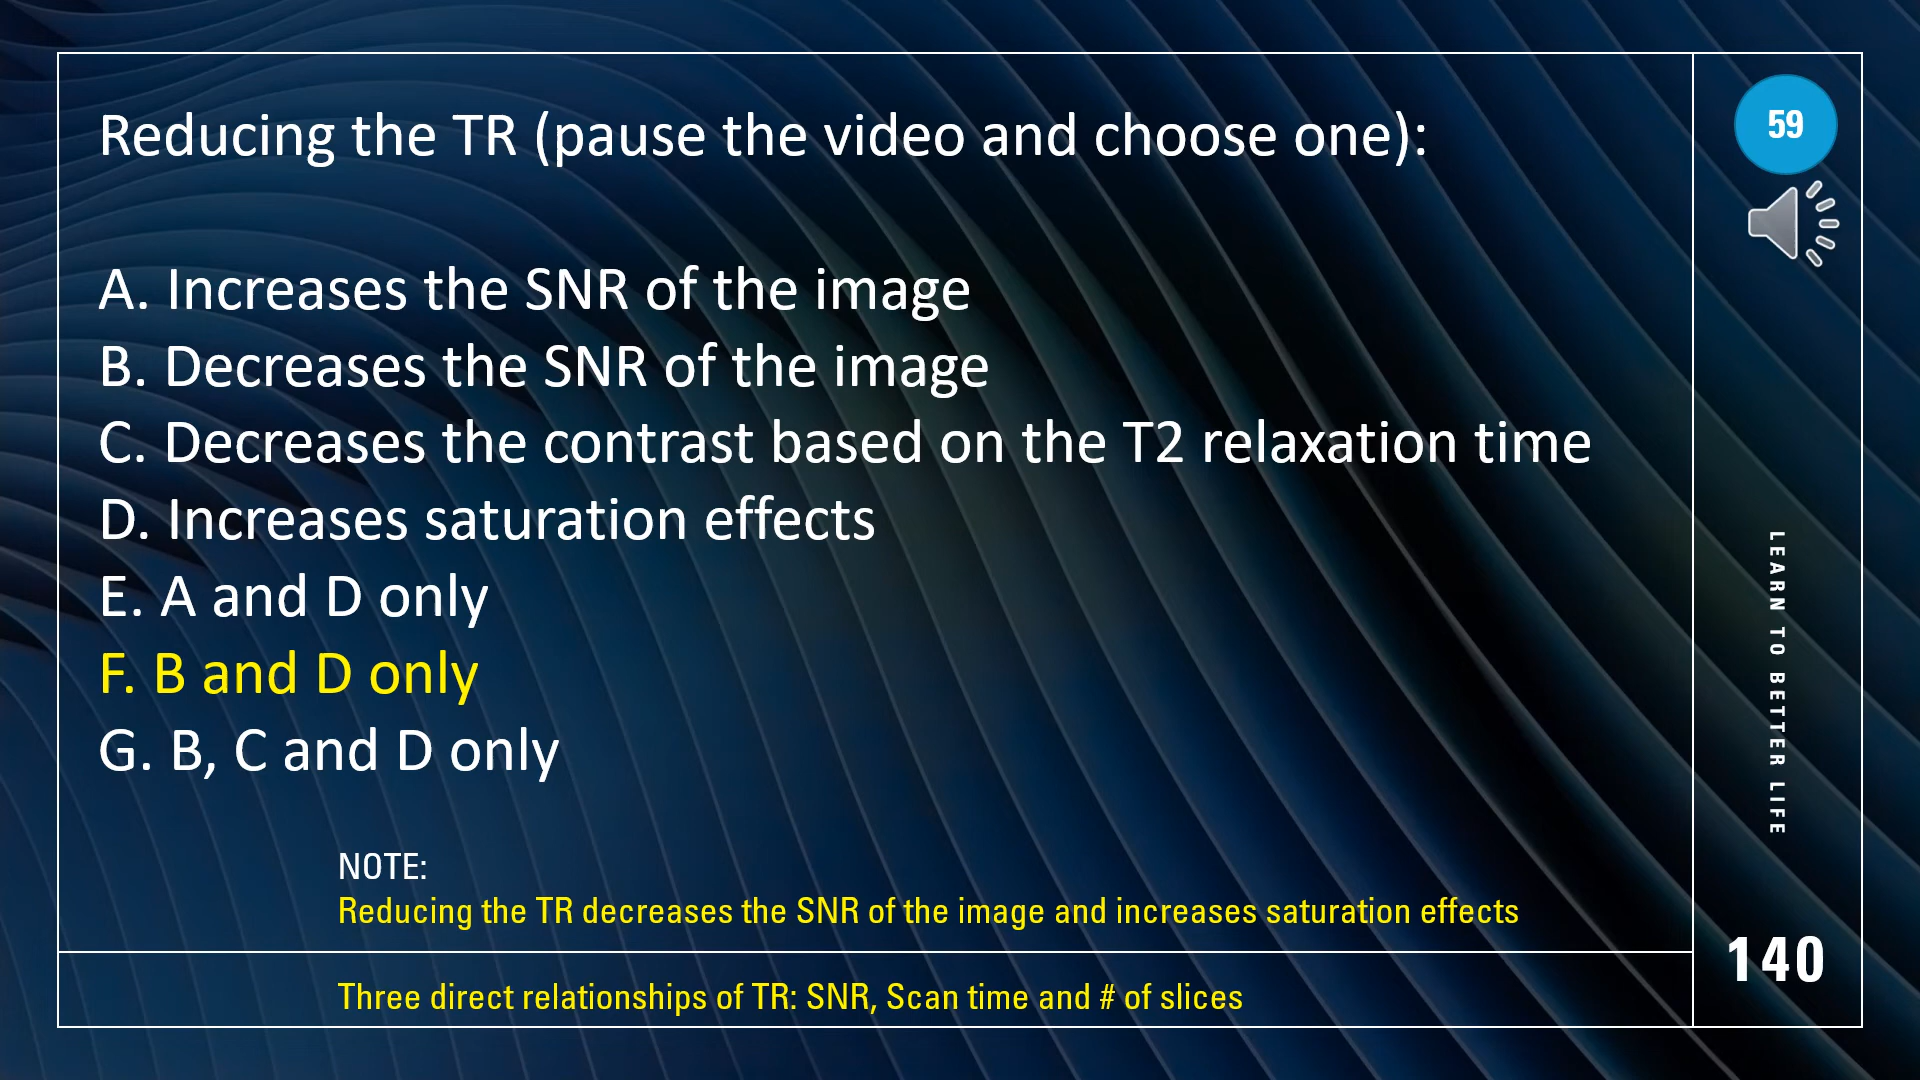 Reducing the TR (pause the video and choose one):
A. Increases the SNR of the image
B. Decreases the SNR of the image
C. Decreases the contrast based on the T2 relaxation time
D. Increases saturation effects
E. A and D only
F. B and D only
G. B, C and D only
NOTE:
Reducing the TR decreases the SNR of the image and increases saturation effects
Three direct relationships of TR: SNR, Scan time and # of slices
59
LEARN TO BETTER LIFE
140